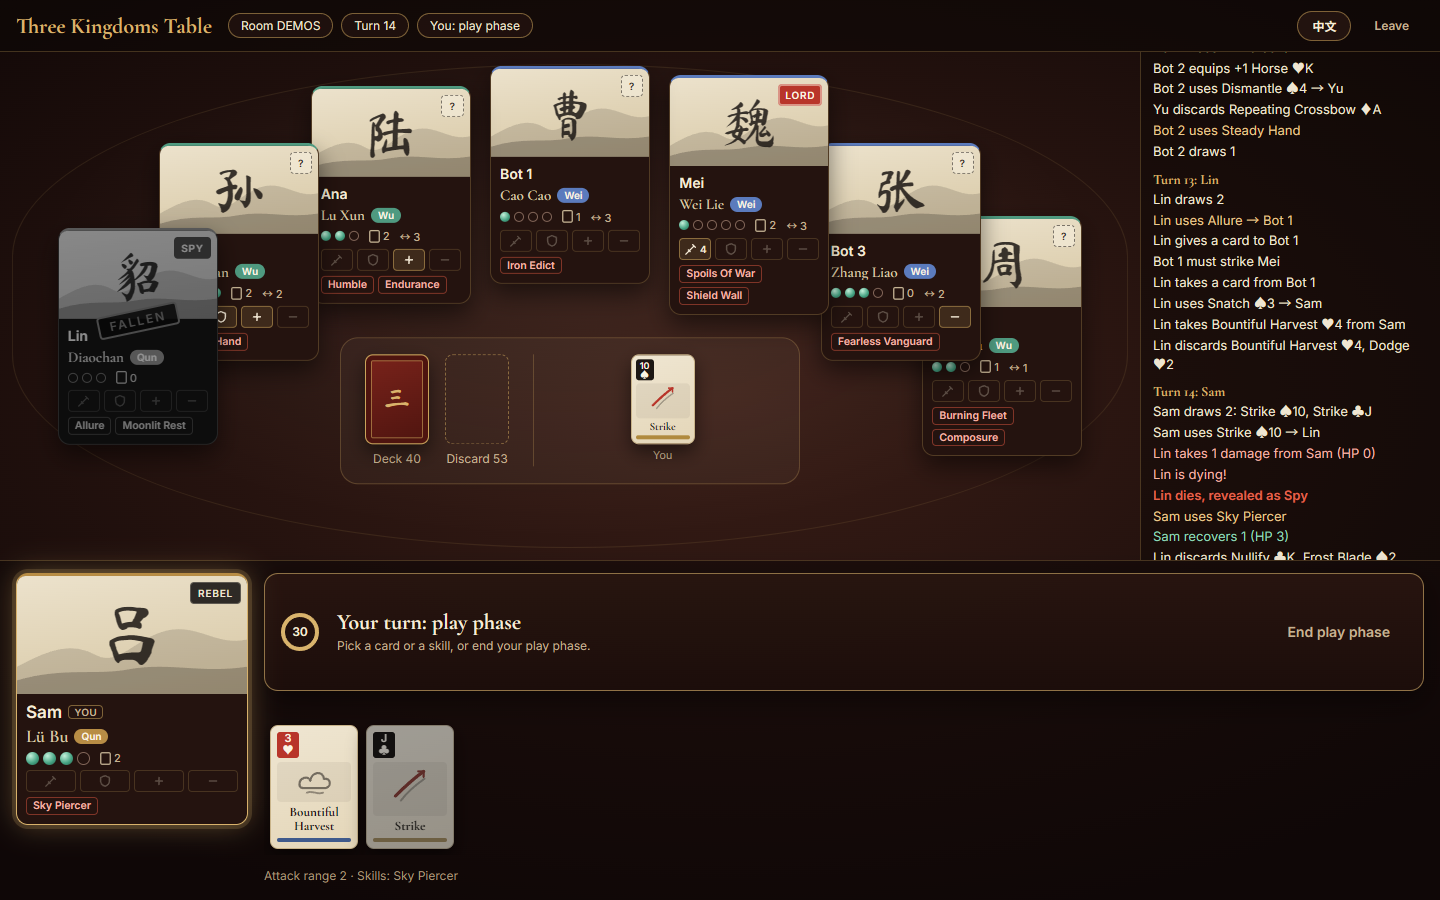 Three Kingdoms Table
Room DEMOS
Turn 14
You: play phase
中文
Leave
曹
?
Bot 1
Cao Cao Wei
1 ↔ 3
Iron Edict
魏
LORD
Mei
Wei Lie Wei
2 ↔ 3
4
Spoils Of War
Shield Wall
陆
?
Ana
Lu Xun Wu
2 ↔ 3
Humble Endurance
孙
?
Wu
2 ↔ 2
Hand
张
?
Bot 3
Zhang Liao Wei
0 ↔ 2
Fearless Vanguard
周
?
Wu
1 ↔ 1
Burning Fleet
Composure
貂
SPY
FALLEN
Lin
Diaochan Qun
0
Allure Moonlit Rest
三
Deck 40
Discard 53
10
♠
Strike
You
Bot 2 equips +1 Horse ♥K
Bot 2 uses Dismantle ♠4 → Yu
Yu discards Repeating Crossbow ♦A
Bot 2 uses Steady Hand
Bot 2 draws 1
Turn 13: Lin
Lin draws 2
Lin uses Allure → Bot 1
Lin gives a card to Bot 1
Bot 1 must strike Mei
Lin takes a card from Bot 1
Lin uses Snatch ♠3 → Sam
Lin takes Bountiful Harvest ♥4 from Sam
Lin discards Bountiful Harvest ♥4, Dodge
♥2
Turn 14: Sam
Sam draws 2: Strike ♠10, Strike ♣J
Sam uses Strike ♠10 → Lin
Lin takes 1 damage from Sam (HP 0)
Lin is dying!
Lin dies, revealed as Spy
Sam uses Sky Piercer
Sam recovers 1 (HP 3)
Lin discards Nullify ♣K, Frost Blade ♠2
吕
REBEL
Sam YOU
Lü Bu Qun
2
Sky Piercer
30
Your turn: play phase
Pick a card or a skill, or end your play phase.
End play phase
3
♥
Bountiful
Harvest
J
♣
Strike
Attack range 2 · Skills: Sky Piercer